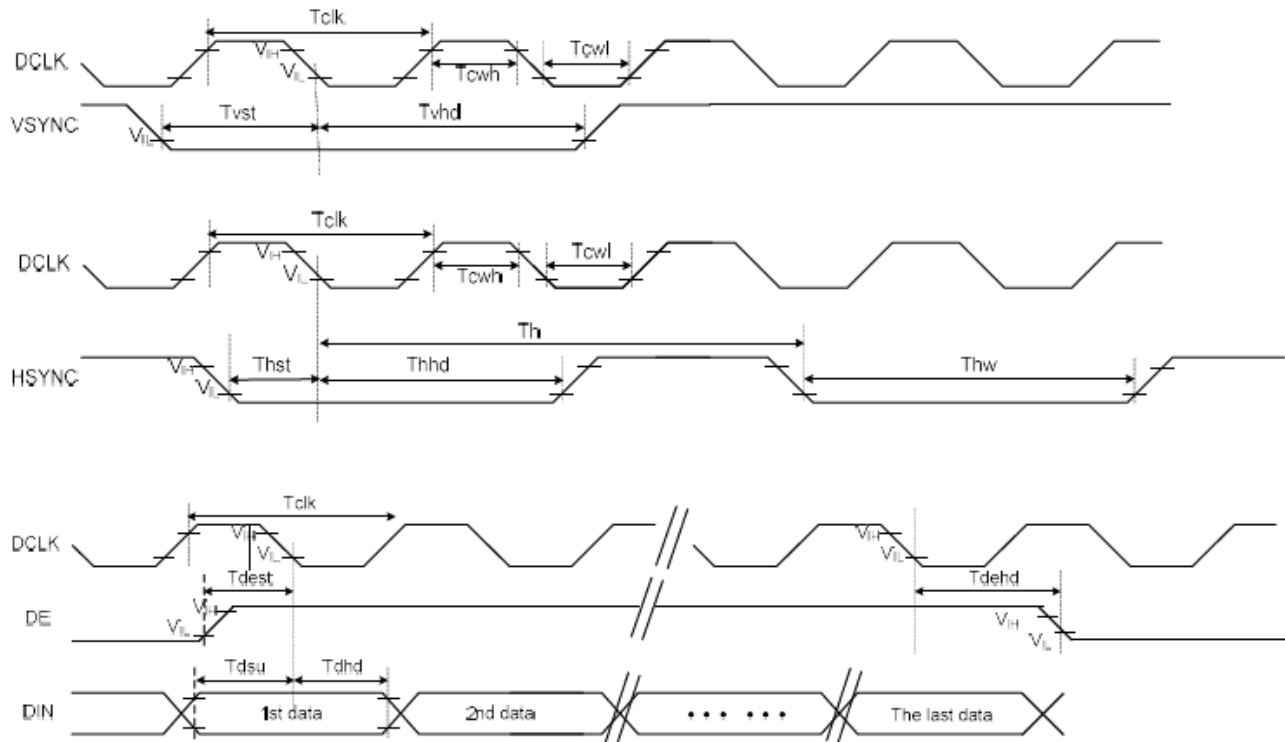 Tclk
DCLK
VIH
VIL
Tcwh
Tcwl
VSYNC
VIL
Tvst
Tvhd
Tclk
DCLK
VIH
VIL
Tcwh
Tcwl
Th
HSYNC
VIH
VIL
Thst
Thhd
Thw
Tclk
DCLK
VIH
VIL
VIH
VIL
Tdest
Tdehd
DE
VIH
VIL
VIH
VIL
Tdsu
Tdhd
DIN
1st data
2nd data
• • • • • •
The last data